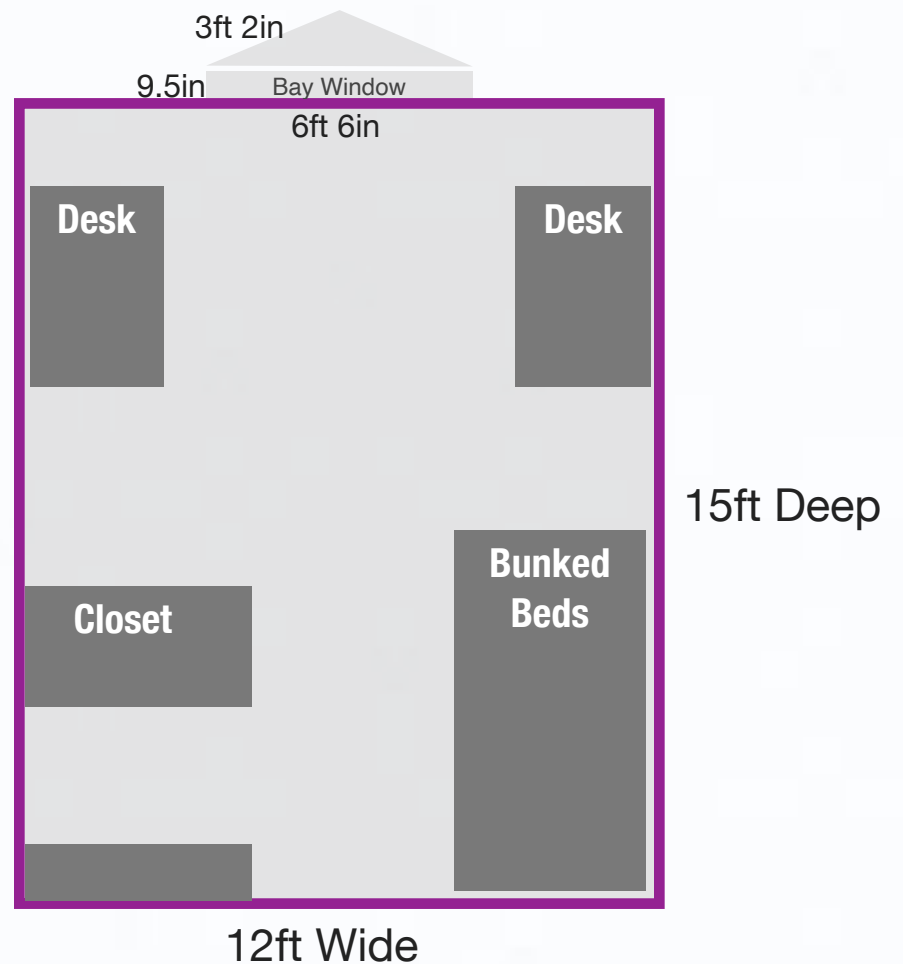 3ft 2in
9.5in
Bay Window
6ft 6in
Desk
Desk
15ft Deep
Bunked
Beds
Closet
12ft Wide